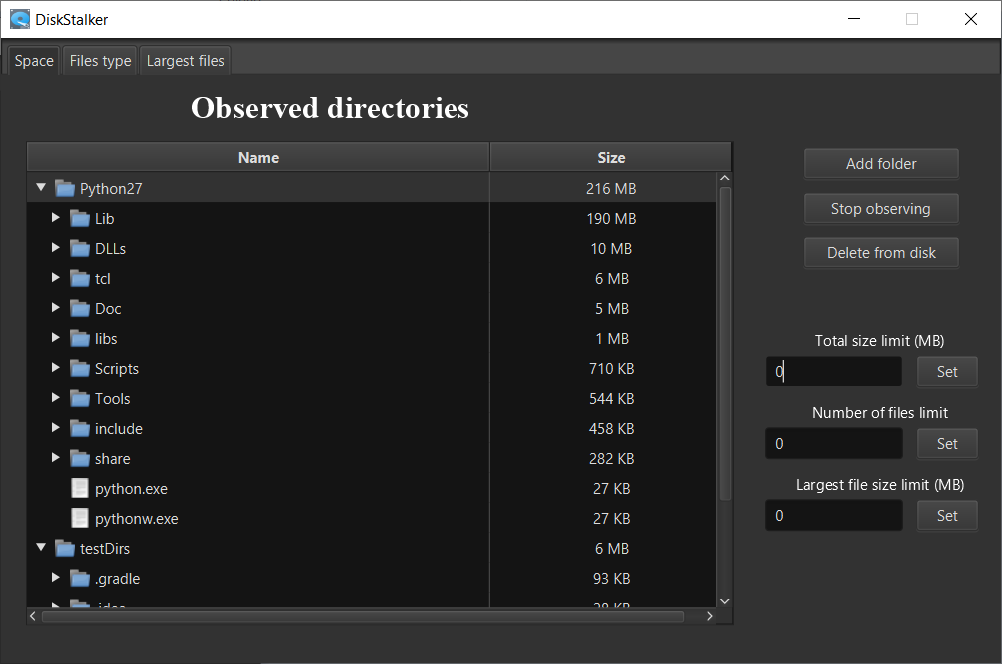 DiskStalker
Space Files type Largest files
Observed directories
Name Size
Python27 216 MB
Lib 190 MB
DLLs 10 MB
tcl 6 MB
Doc 5 MB
libs 1 MB
Scripts 710 KB
Tools 544 KB
include 458 KB
share 282 KB
python.exe 27 KB
pythonw.exe 27 KB
testDirs 6 MB
.gradle 93 KB
Add folder
Stop observing
Delete from disk
Total size limit (MB)
0 Set
Number of files limit
0 Set
Largest file size limit (MB)
0 Set